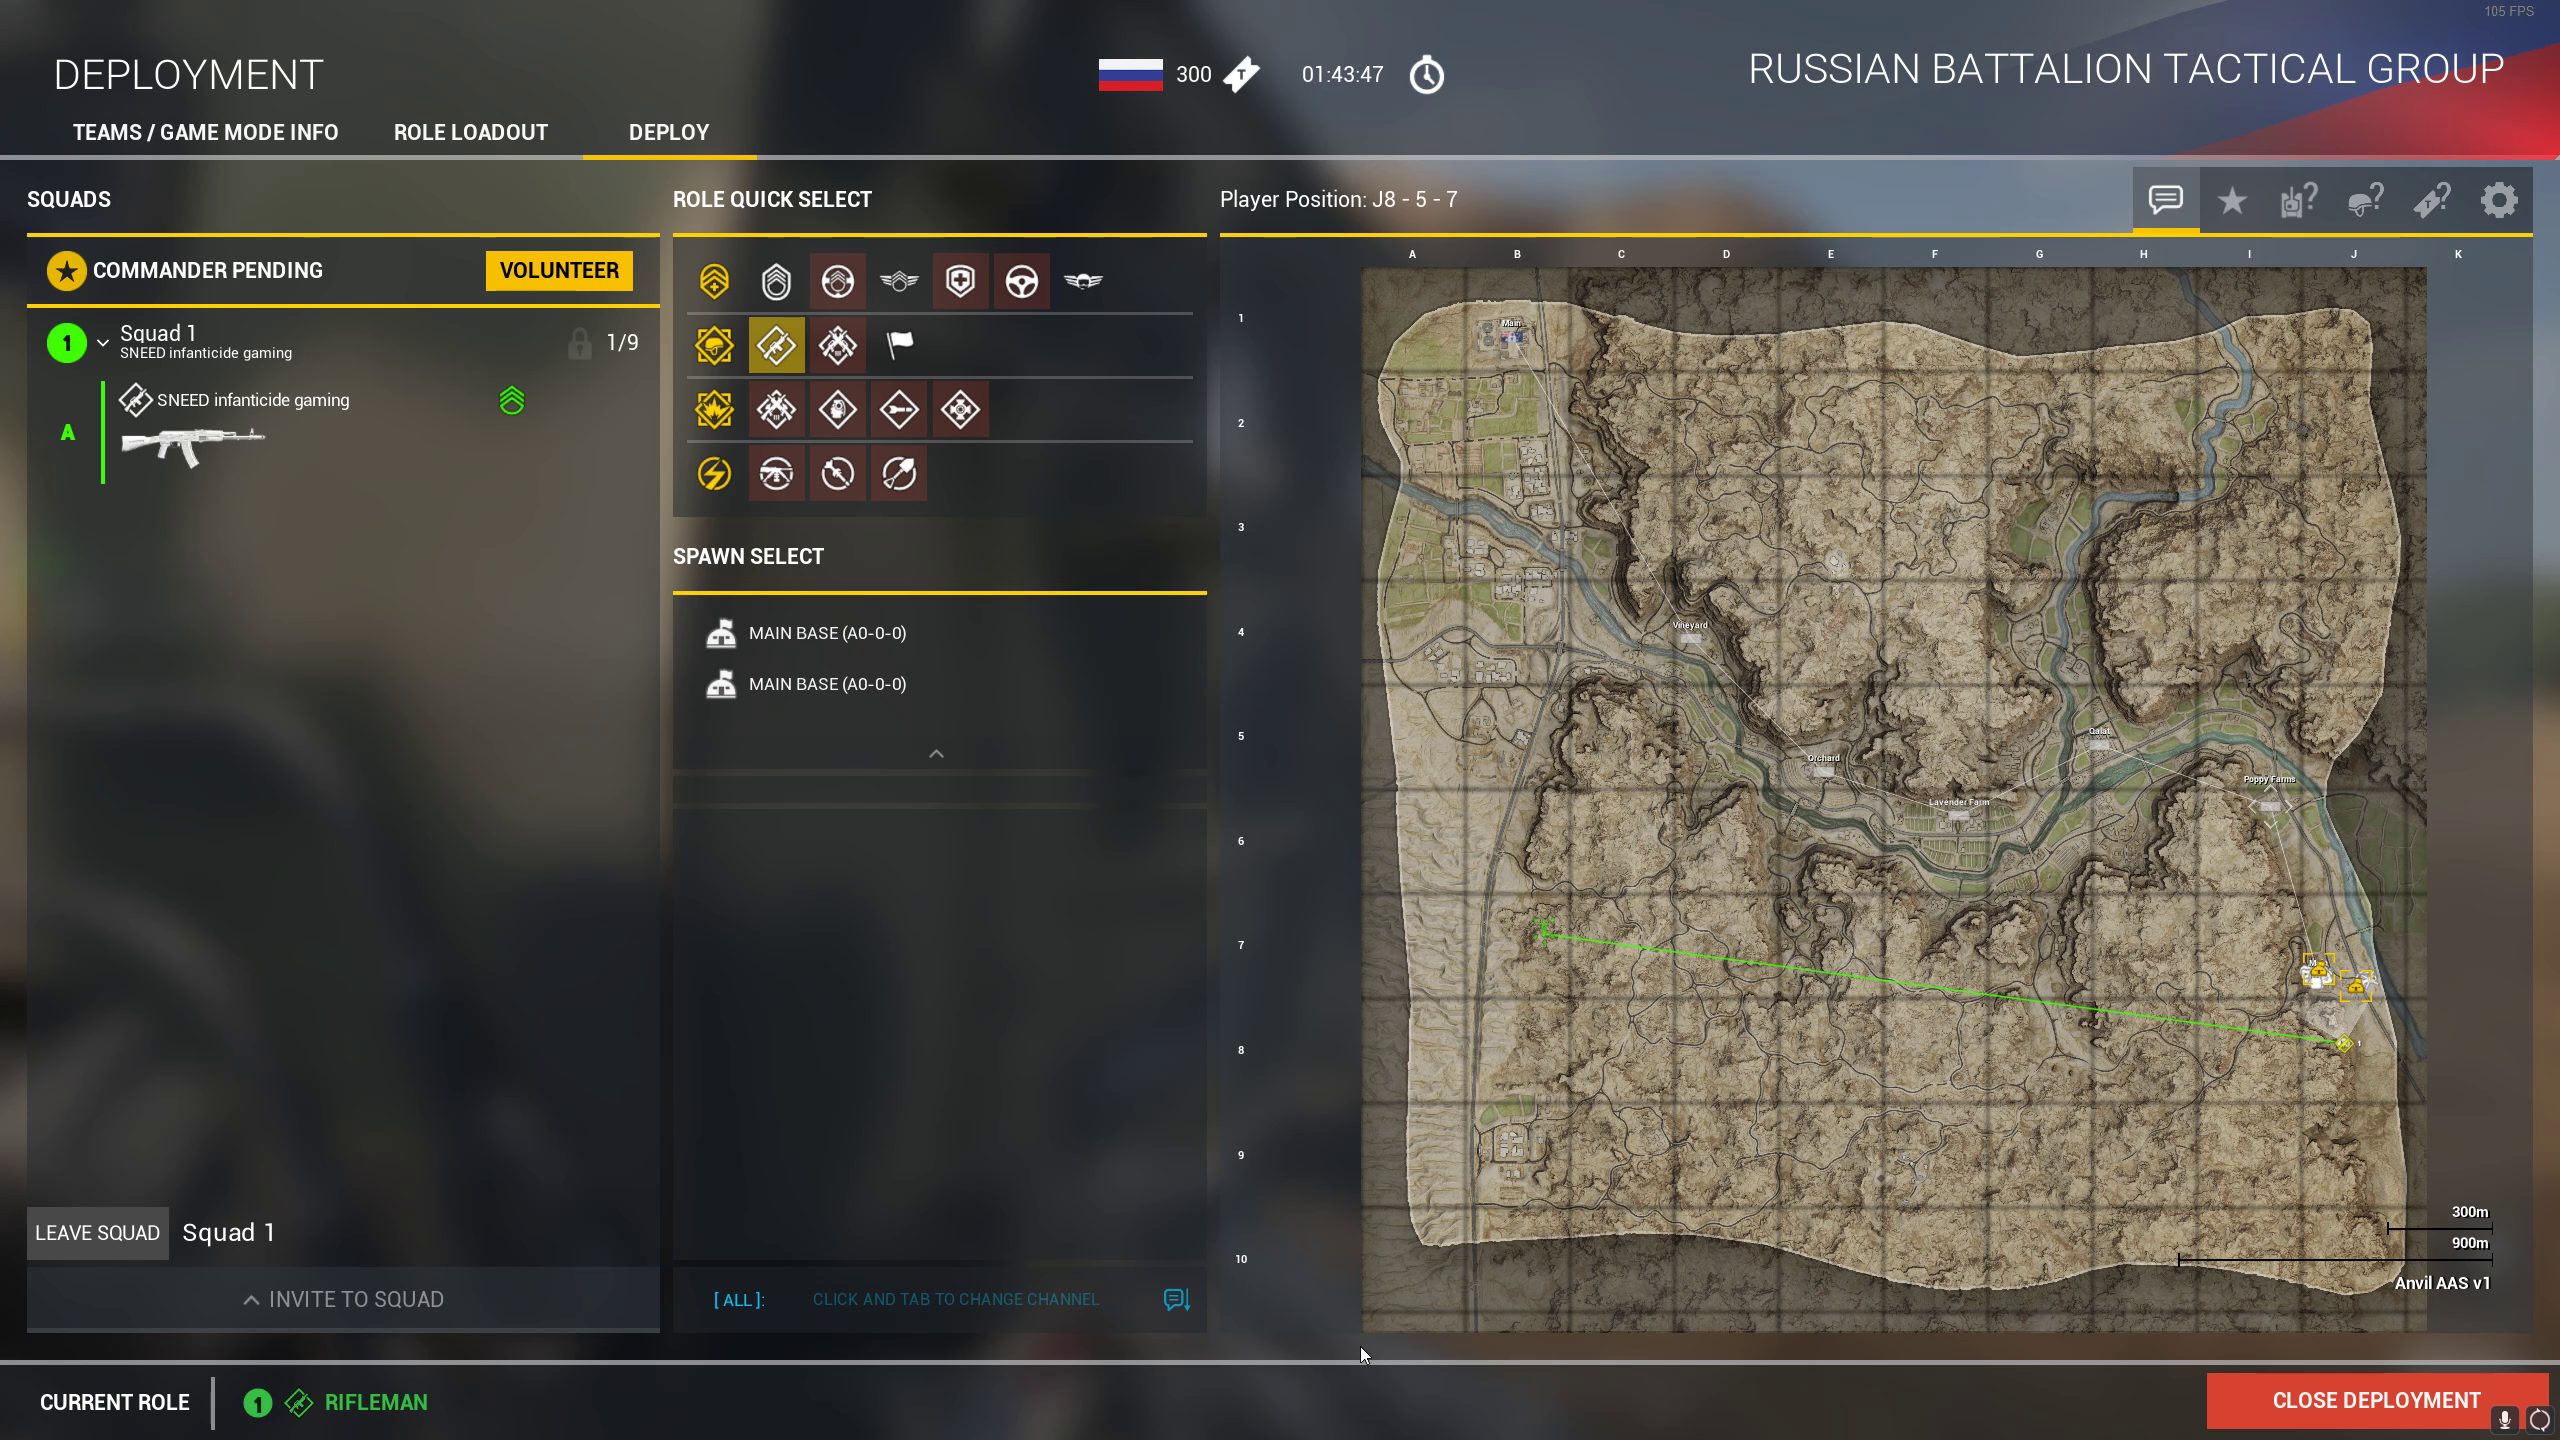 105 FPS
DEPLOYMENT
300
T
01:43:47
RUSSIAN BATTALION TACTICAL GROUP
TEAMS / GAME MODE INFO
ROLE LOADOUT
DEPLOY
SQUADS
ROLE QUICK SELECT
Player Position: J8 - 5 - 7
COMMANDER PENDING
VOLUNTEER
1
Squad 1
SNEED infanticide gaming
1/9
A
SNEED infanticide gaming
SPAWN SELECT
MAIN BASE (A0-0-0)
MAIN BASE (A0-0-0)
A B C D E F G H I J K
1
2
3
4
5
6
7
8
9
10
Main
Vineyard
Orchard
Lavender Farm
Qalat
Poppy Farms
1
300m
900m
Anvil AAS v1
LEAVE SQUAD
Squad 1
INVITE TO SQUAD
[ ALL ]:
CLICK AND TAB TO CHANGE CHANNEL
CURRENT ROLE
1
RIFLEMAN
CLOSE DEPLOYMENT